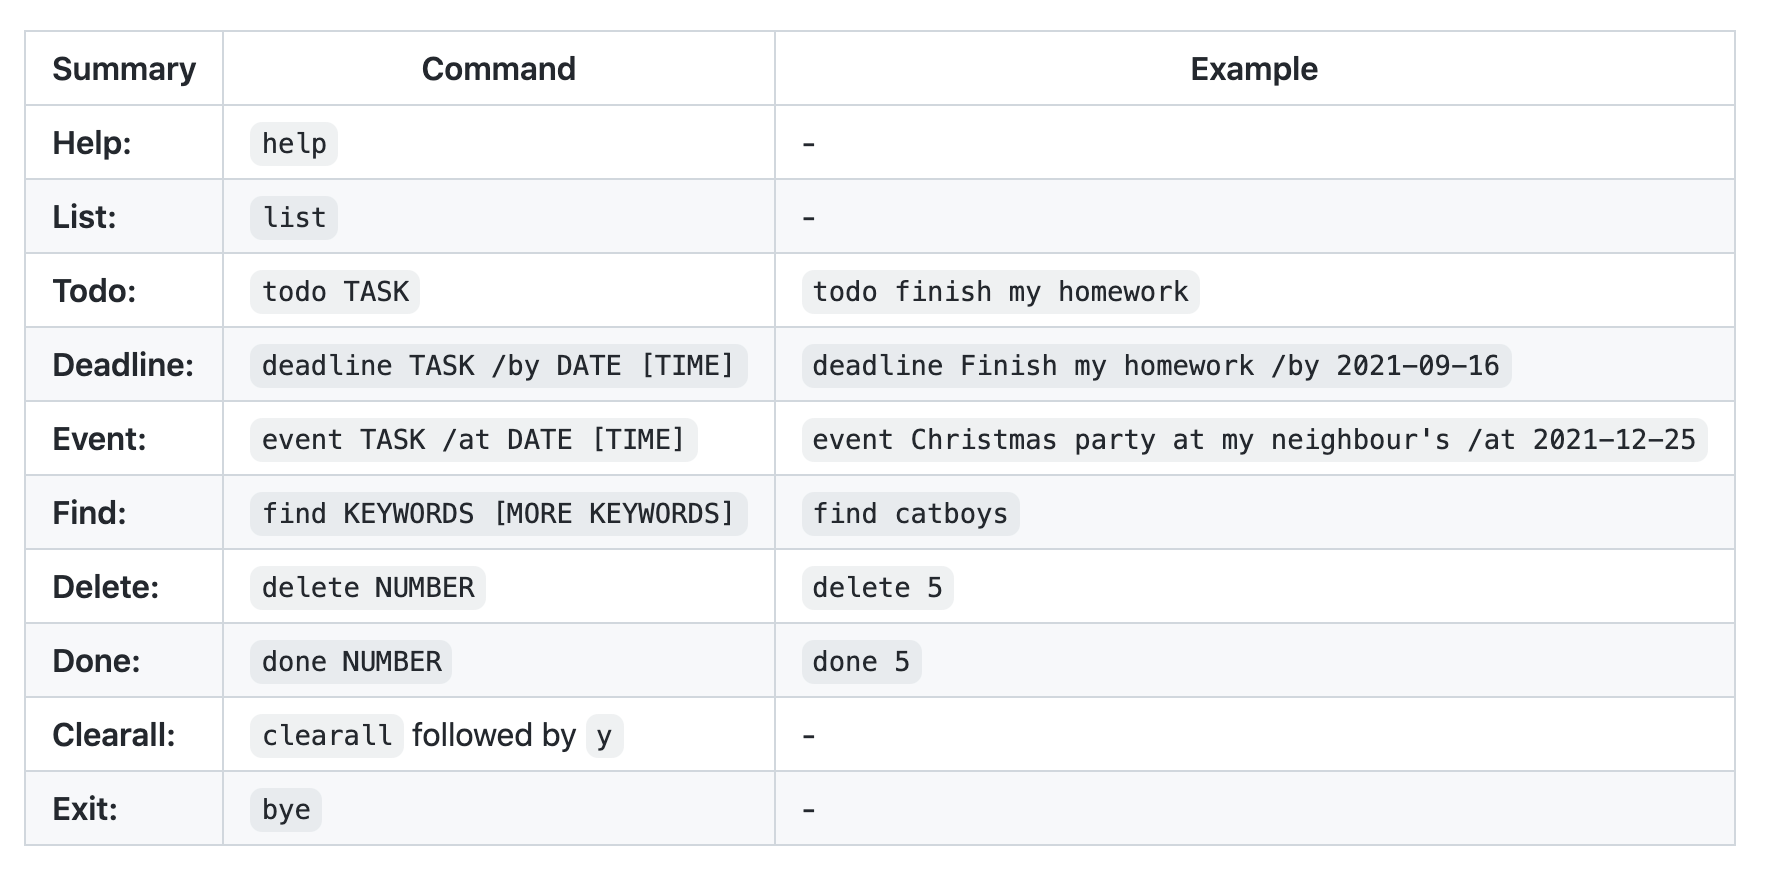 Summary Command Example
Help: help -
List: list -
Todo: todo TASK todo finish my homework
Deadline: deadline TASK /by DATE [TIME] deadline Finish my homework /by 2021-09-16
Event: event TASK /at DATE [TIME] event Christmas party at my neighbour's /at 2021-12-25
Find: find KEYWORDS [MORE KEYWORDS] find catboys
Delete: delete NUMBER delete 5
Done: done NUMBER done 5
Clearall: clearall followed by y -
Exit: bye -